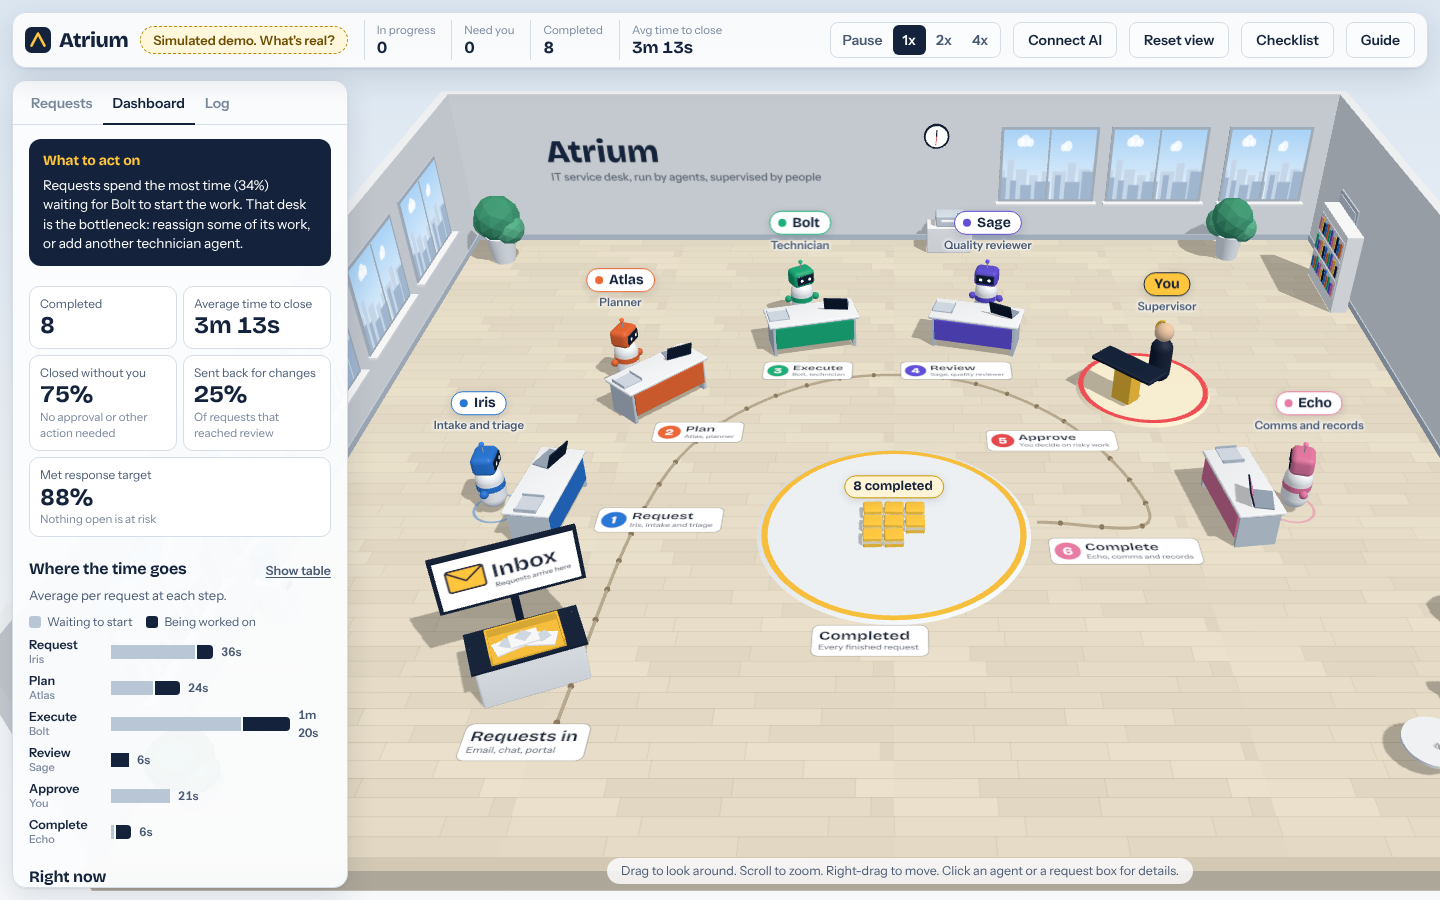 Atrium
Simulated demo. What's real?
In progress
0
Need you
0
Completed
8
Avg time to close
3m 13s
Pause
1x
2x
4x
Connect AI
Reset view
Checklist
Guide
Requests
Dashboard
Log
What to act on
Requests spend the most time (34%)
waiting for Bolt to start the work. That desk
is the bottleneck: reassign some of its work,
or add another technician agent.
Completed
8
Average time to close
3m 13s
Closed without you
75%
No approval or other
action needed
Sent back for changes
25%
Of requests that
reached review
Met response target
88%
Nothing open is at risk
Where the time goes
Show table
Average per request at each step.
Waiting to start
Being worked on
Request
Iris
36s
Plan
Atlas
24s
Execute
Bolt
1m
20s
Review
Sage
6s
Approve
You
21s
Complete
Echo
6s
Right now
Atrium
IT service desk, run by agents, supervised by people
Bolt
Technician
Sage
Quality reviewer
Atlas
Planner
You
Supervisor
Iris
Intake and triage
Echo
Comms and records
3 Execute
Bolt, technician
4 Review
Sage, quality reviewer
2 Plan
Atlas, planner
5 Approve
You decide on risky work
1 Request
Iris, intake and triage
6 Complete
Echo, comms and records
8 completed
Inbox
Requests arrive here
Completed
Every finished request
Requests in
Email, chat, portal
Drag to look around. Scroll to zoom. Right-drag to move. Click an agent or a request box for details.